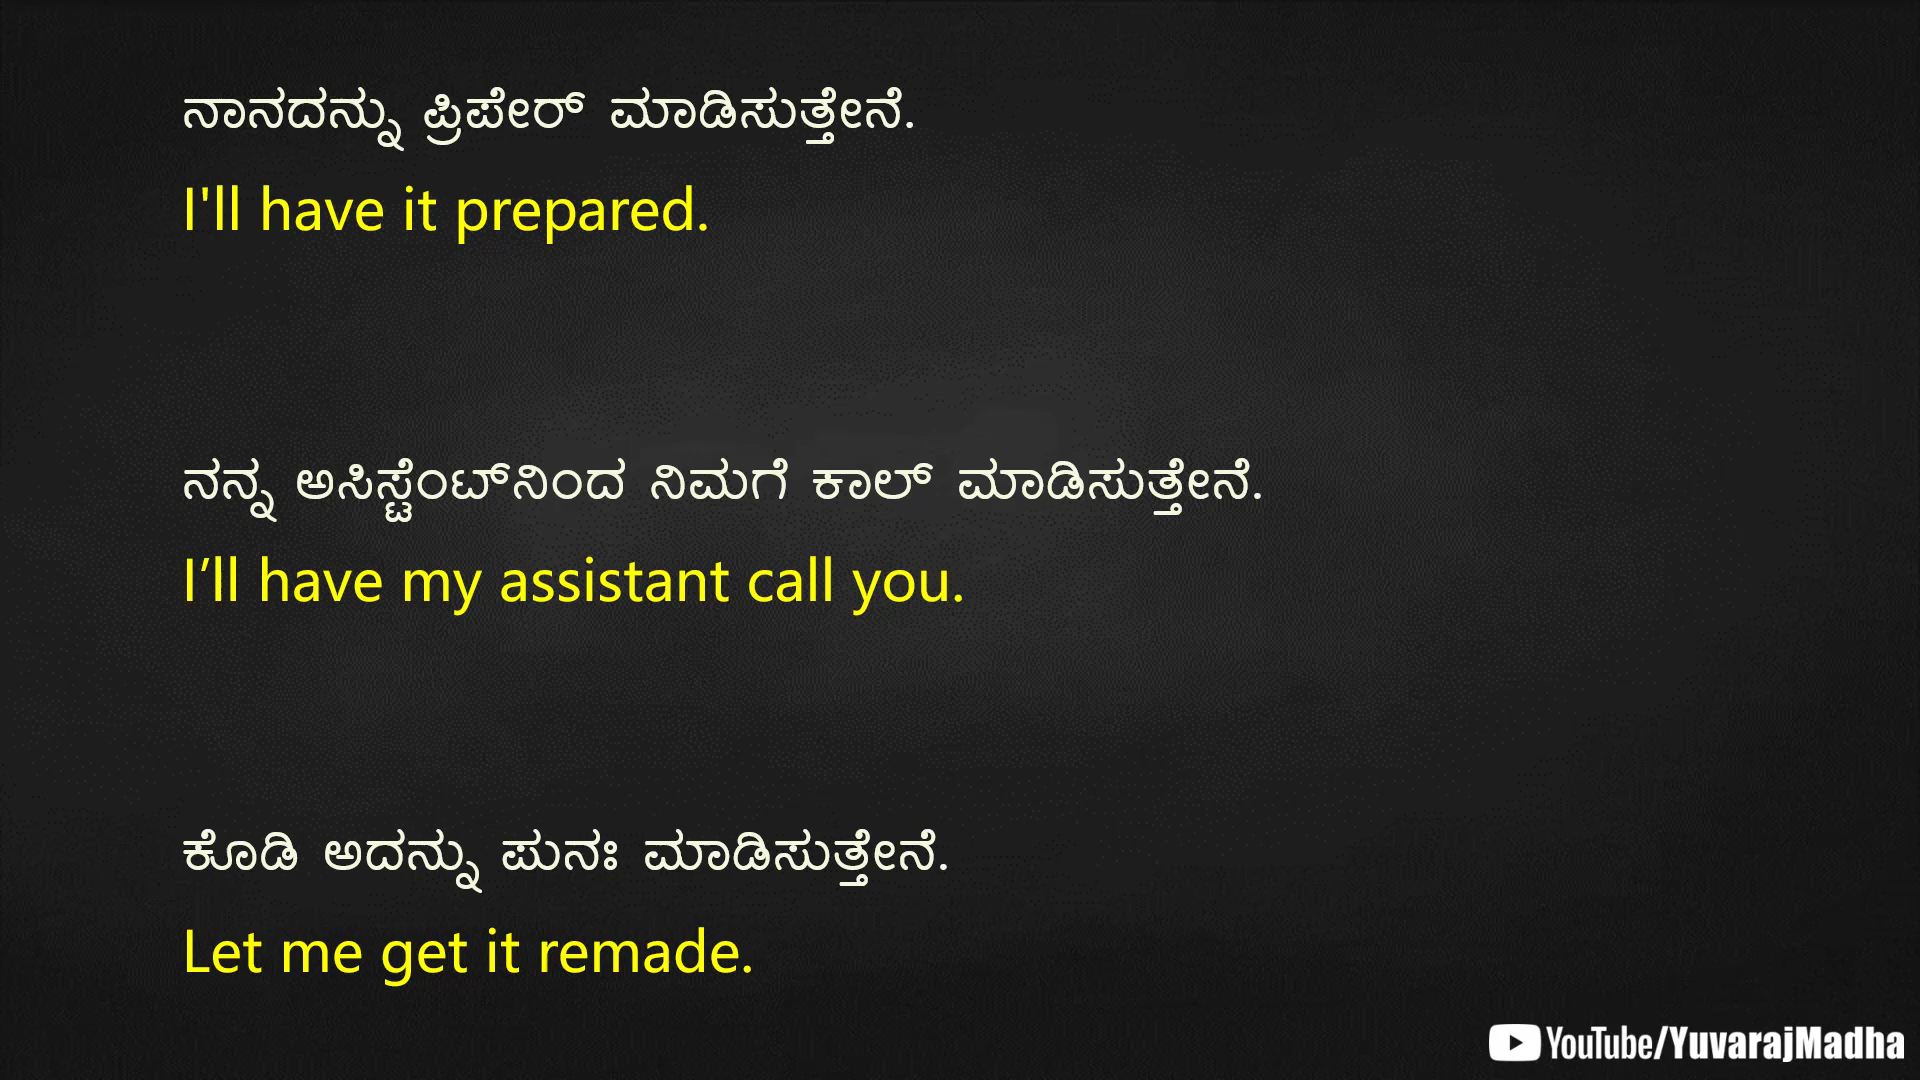 ನಾನದನ್ನು ಪ್ರಿಪೇರ್ ಮಾಡಿಸುತ್ತೇನೆ.
I'll have it prepared.
ನನ್ನ ಅಸಿಸ್ಟೆಂಟ್‌ನಿಂದ ನಿಮಗೆ ಕಾಲ್ ಮಾಡಿಸುತ್ತೇನೆ.
I’ll have my assistant call you.
ಕೊಡಿ ಅದನ್ನು ಪುನಃ ಮಾಡಿಸುತ್ತೇನೆ.
Let me get it remade.
YouTube/YuvarajMadha